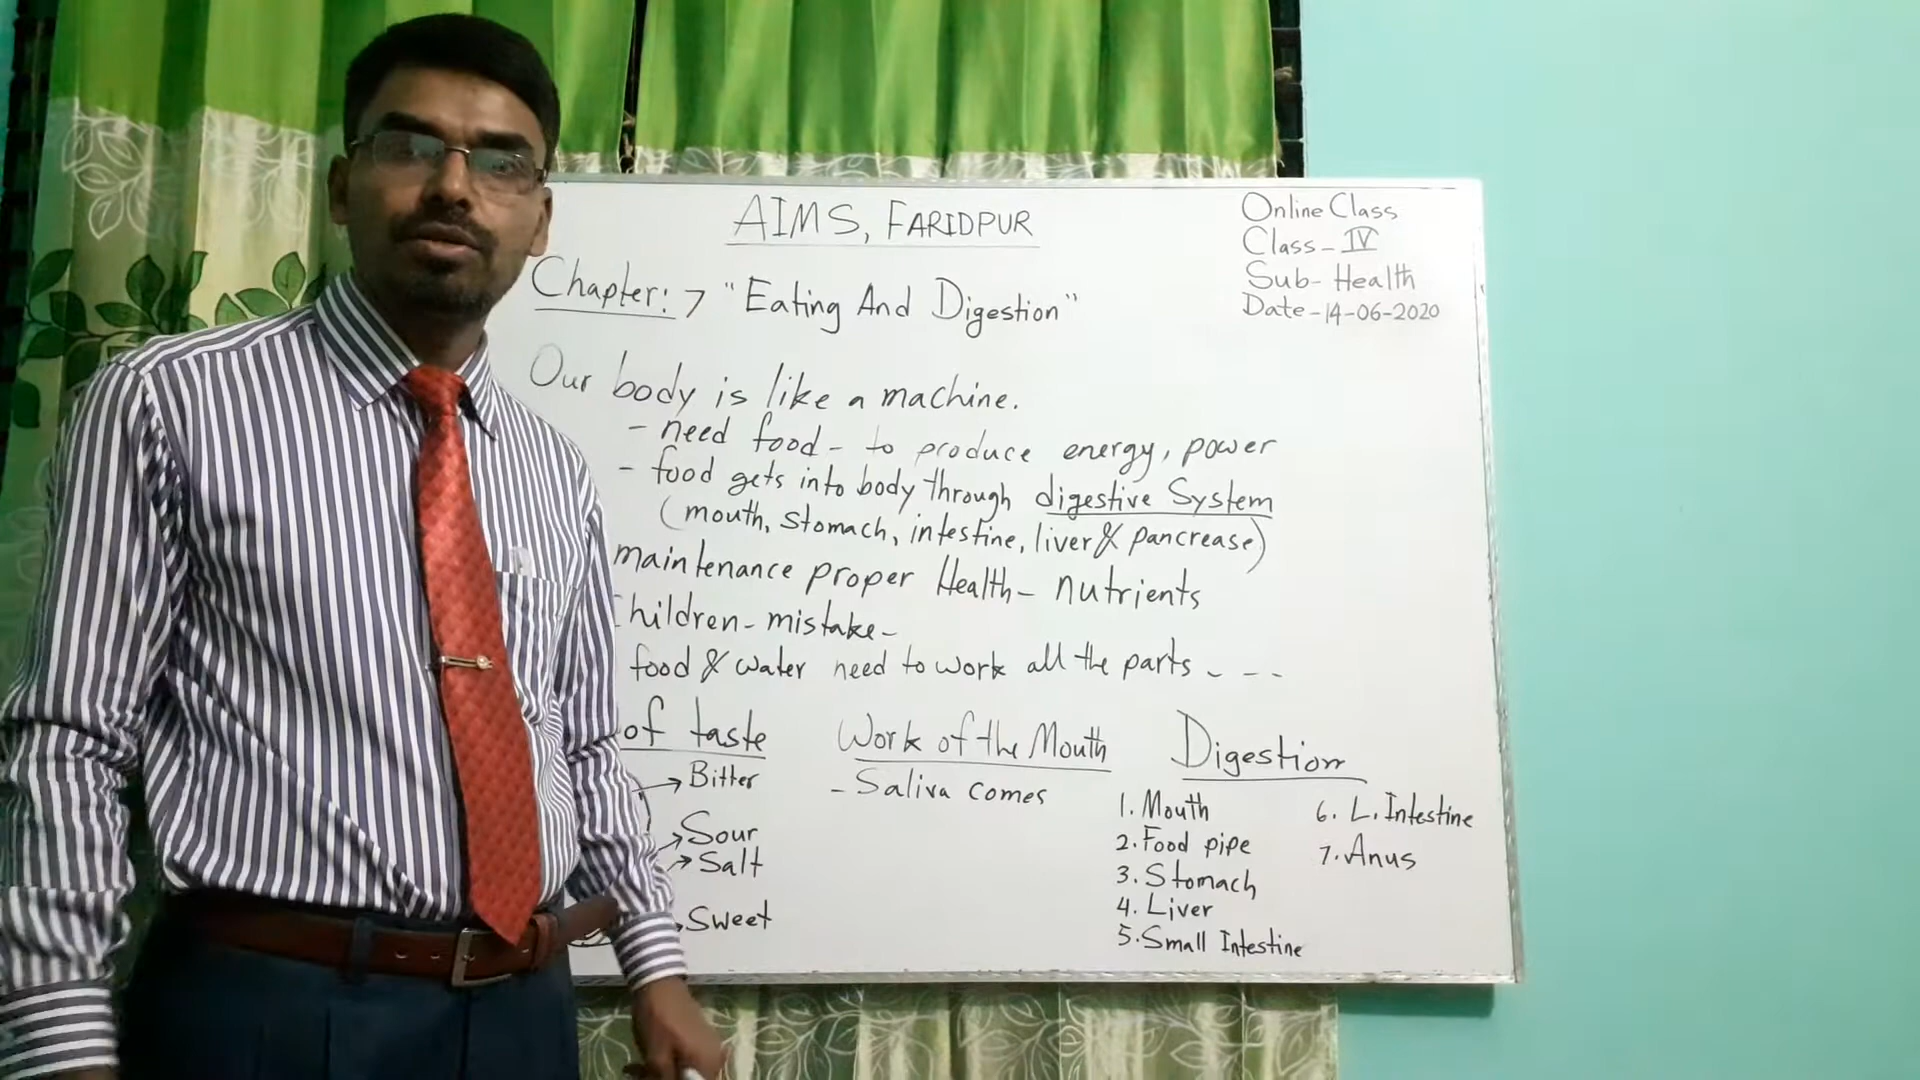 AIMS, FARIDPUR
Online Class
Class - IV
Sub- Health
Date -14-06-2020
Chapter: 7 "Eating And Digestion"
Our body is like a machine.
- need food - to produce energy, power
- food gets into body through digestive System
(mouth, Stomach, intestine, liver & pancrease)
maintenance proper Health - nutrients
hildren - mistake -
food & water need to work all the parts - - -
of taste
Bitter
Sour
Salt
Sweet
Work of the Mouth
- Saliva comes
Digestion
1. Mouth
2. Food pipe
3. Stomach
4. Liver
5. Small Intestine
6. L. Intestine
7. Anus